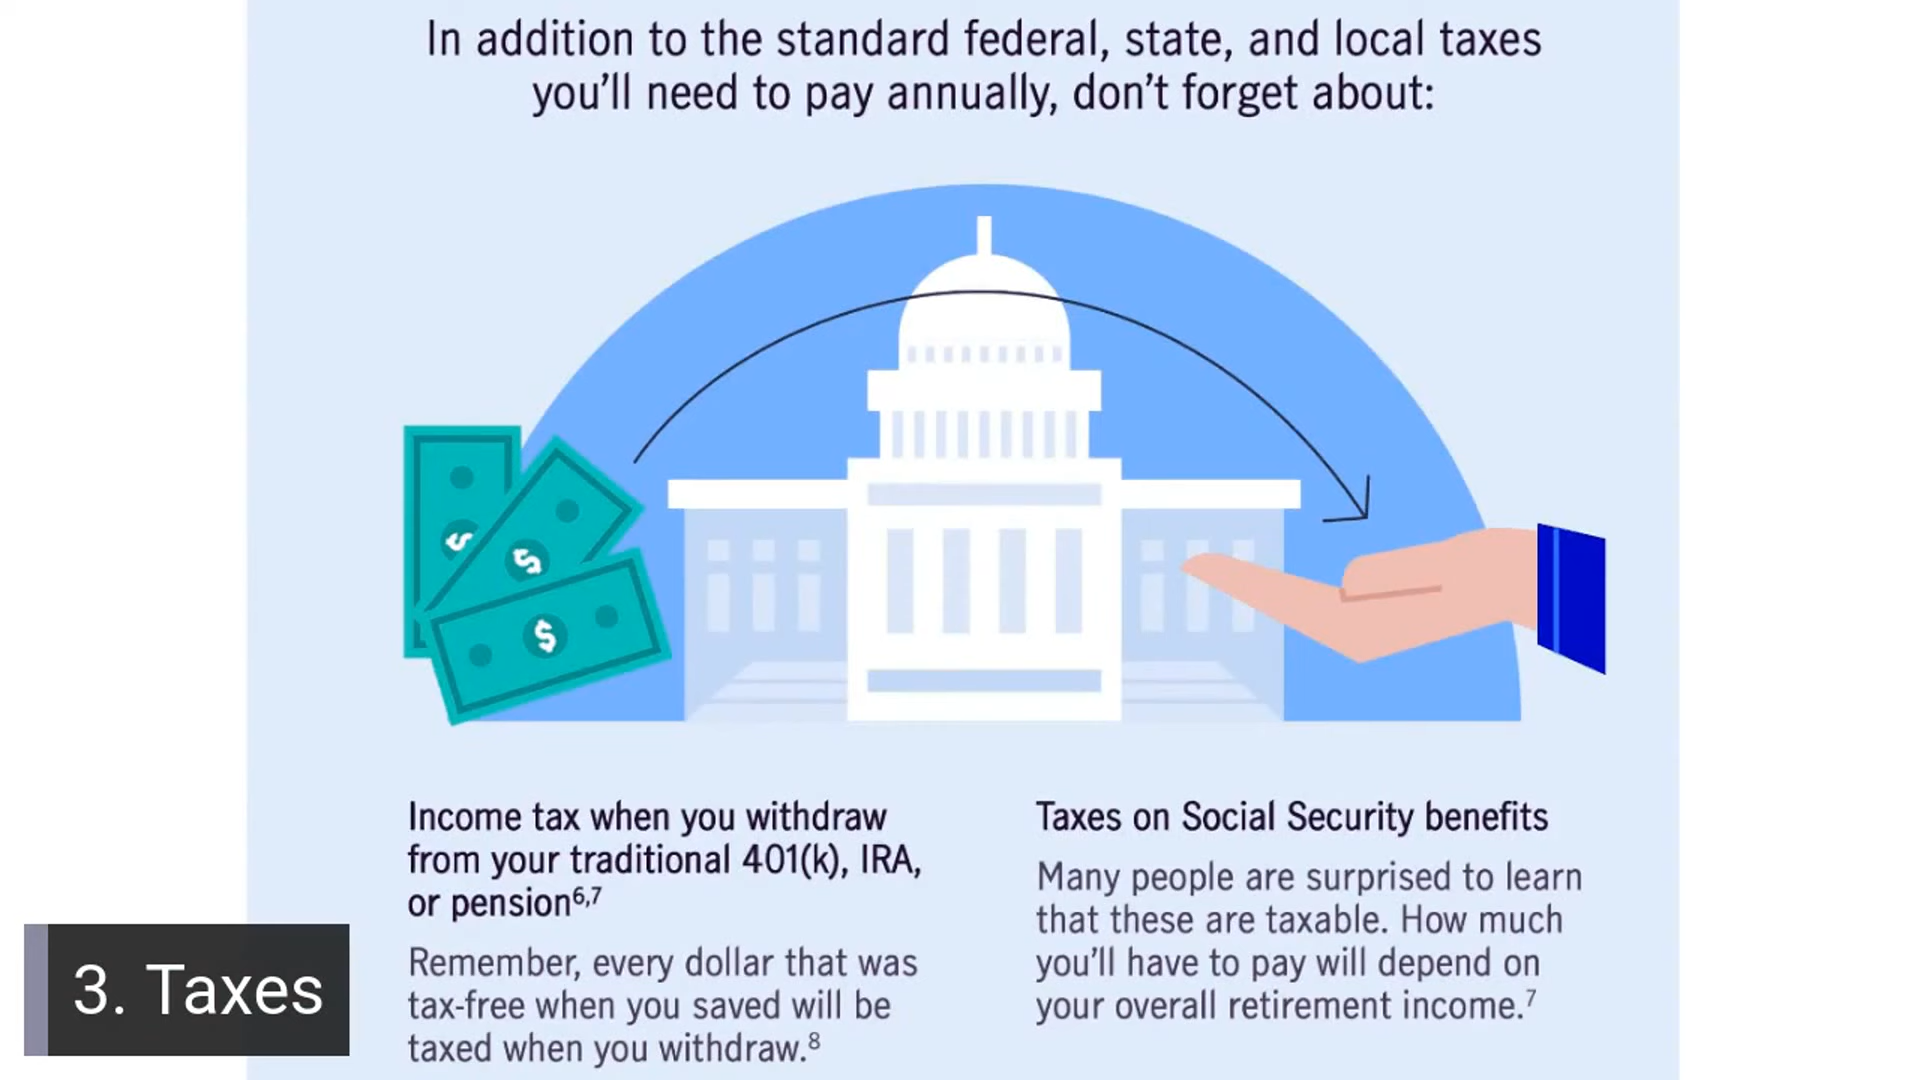 In addition to the standard federal, state, and local taxes
you'll need to pay annually, don't forget about:
$
$
$
Income tax when you withdraw
from your traditional 401(k), IRA,
or pension⁶,⁷
Remember, every dollar that was
tax-free when you saved will be
taxed when you withdraw.⁸
Taxes on Social Security benefits
Many people are surprised to learn
that these are taxable. How much
you'll have to pay will depend on
your overall retirement income.⁷
3. Taxes